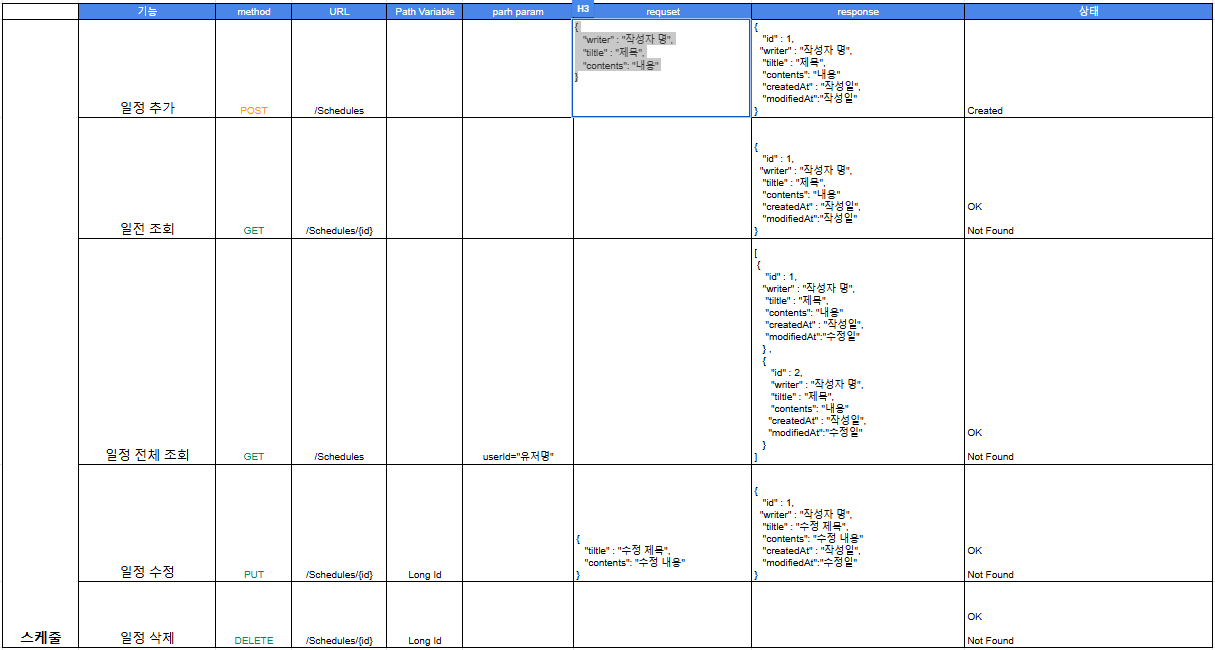 기능 method URL Path Variable parh param H3 requset response 상태
{
"writer" : "작성자 명",
"tiltle" : "제목",
"contents": "내용"
}
{
"id" : 1,
"writer" : "작성자 명",
"tiltle" : "제목",
"contents": "내용"
"createdAt" : "작성일",
"modifiedAt":"작성일"
}
일정 추가 POST /Schedules Created
{
"id" : 1,
"writer" : "작성자 명",
"tiltle" : "제목",
"contents": "내용"
"createdAt" : "작성일",
"modifiedAt":"작성일"
}
OK
일전 조회 GET /Schedules/{id} Not Found
[
{
"id" : 1,
"writer" : "작성자 명",
"tiltle" : "제목",
"contents": "내용"
"createdAt" : "작성일",
"modifiedAt":"수정일"
} ,
{
"id" : 2,
"writer" : "작성자 명",
"tiltle" : "제목",
"contents": "내용"
"createdAt" : "작성일",
"modifiedAt":"수정일"
}
]
OK
일정 전체 조회 GET /Schedules userId="유저명" Not Found
{
"tiltle" : "수정 제목",
"contents" : "수정 내용"
}
{
"id" : 1,
"writer" : "작성자 명",
"tiltle" : "수정 제목",
"contents": "수정 내용"
"createdAt" : "작성일",
"modifiedAt":"수정일"
}
OK
일정 수정 PUT /Schedules/{id} Long Id Not Found
OK
스케줄 일정 삭제 DELETE /Schedules/{id} Long Id Not Found